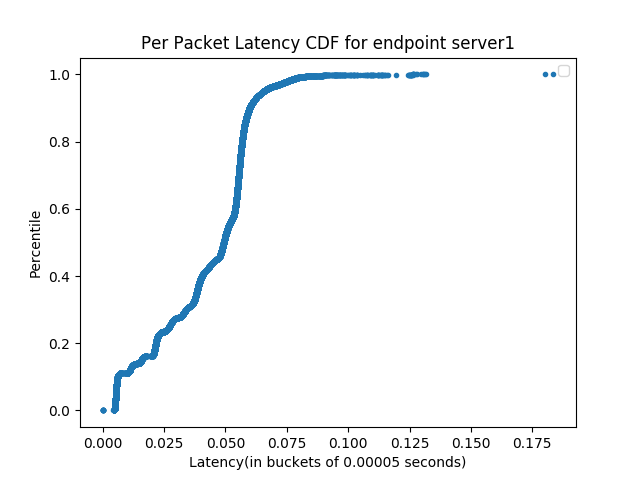 Per Packet Latency CDF for endpoint server1
1.0
0.8
0.6
0.4
0.2
0.0
Percentile
0.000 0.025 0.050 0.075 0.100 0.125 0.150 0.175
Latency(in buckets of 0.00005 seconds)